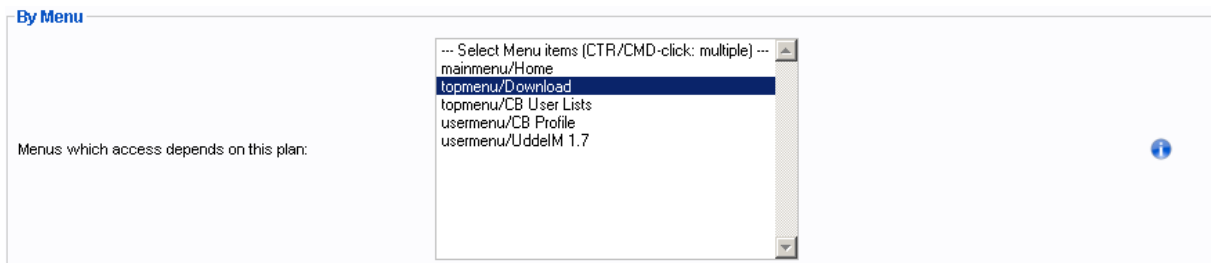 By Menu
--- Select Menu items (CTR/CMD-click: multiple) ---
mainmenu/Home
topmenu/Download
topmenu/CB User Lists
usermenu/CB Profile
usermenu/UddeIM 1.7
Menus which access depends on this plan: